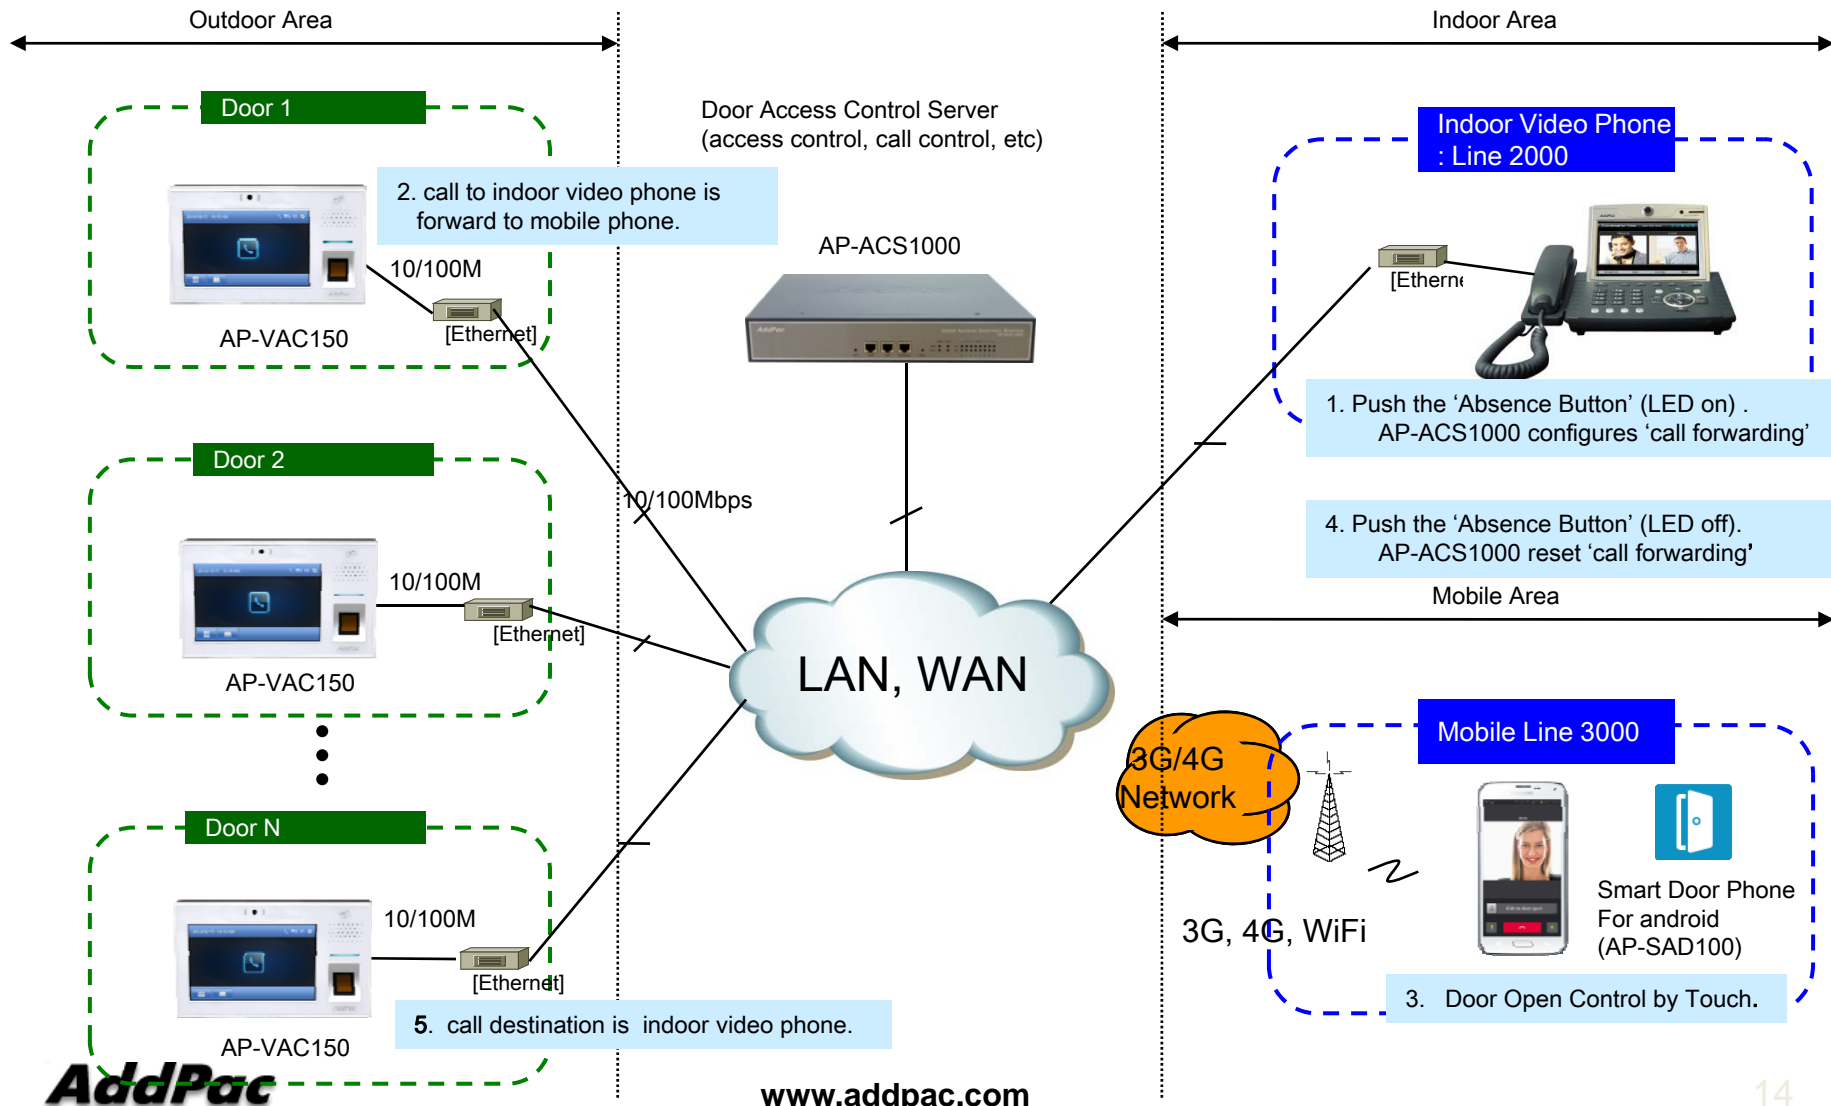 Outdoor Area
Indoor Area
Door 1
Door Access Control Server
(access control, call control, etc)
Indoor Video Phone
: Line 2000
2. call to indoor video phone is
forward to mobile phone.
AP-ACS1000
10/100M
[Ethernet]
AP-VAC150
[Etherne
AddPac
1. Push the ‘Absence Button’ (LED on) .
AP-ACS1000 configures ‘call forwarding’
Door 2
10/100Mbps
4. Push the ‘Absence Button’ (LED off).
AP-ACS1000 reset ‘call forwarding’
10/100M
[Ethernet]
AP-VAC150
Mobile Area
LAN, WAN
Mobile Line 3000
3G/4G
Network
Door N
10/100M
[Ethernet]
AP-VAC150
3G, 4G, WiFi
Smart Door Phone
For android
(AP-SAD100)
3. Door Open Control by Touch.
5. call destination is indoor video phone.
AddPac
www.addpac.com
14